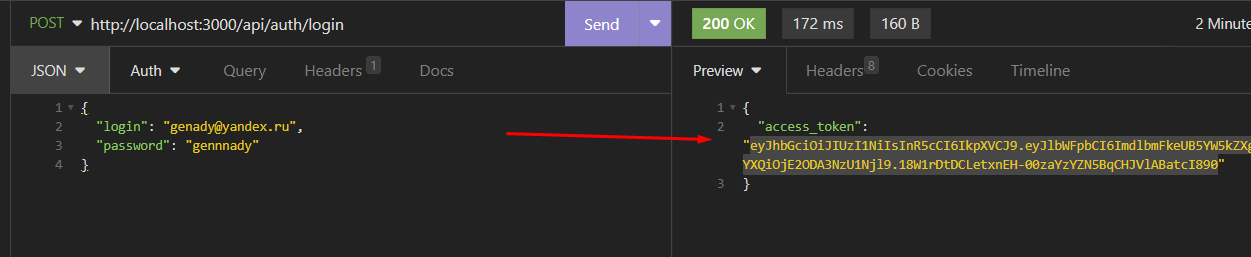 POST http://localhost:3000/api/auth/login Send 200 OK 172 ms 160 B 2 Minute
JSON Auth Query Headers 1 Docs Preview Headers 8 Cookies Timeline
1 {
2 "login": "genady@yandex.ru",
3 "password": "gennnady"
4 }
1 {
2 "access_token":
"eyJhbGciOiJIUzI1NiIsInR5cCI6IkpXVCJ9.eyJlbWFpbCI6ImdlbmFkeUB5YW5kZXg
YXQiOjE2ODA3NzU1Njl9.18W1rDtDCLetxnEH-00zaYzYZN5BqCHJVlABatcI890"
3 }